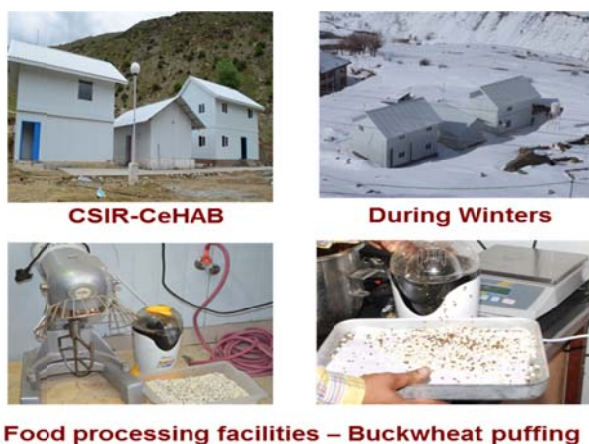 CSIR-CeHAB
During Winters
Food processing facilities – Buckwheat puffing